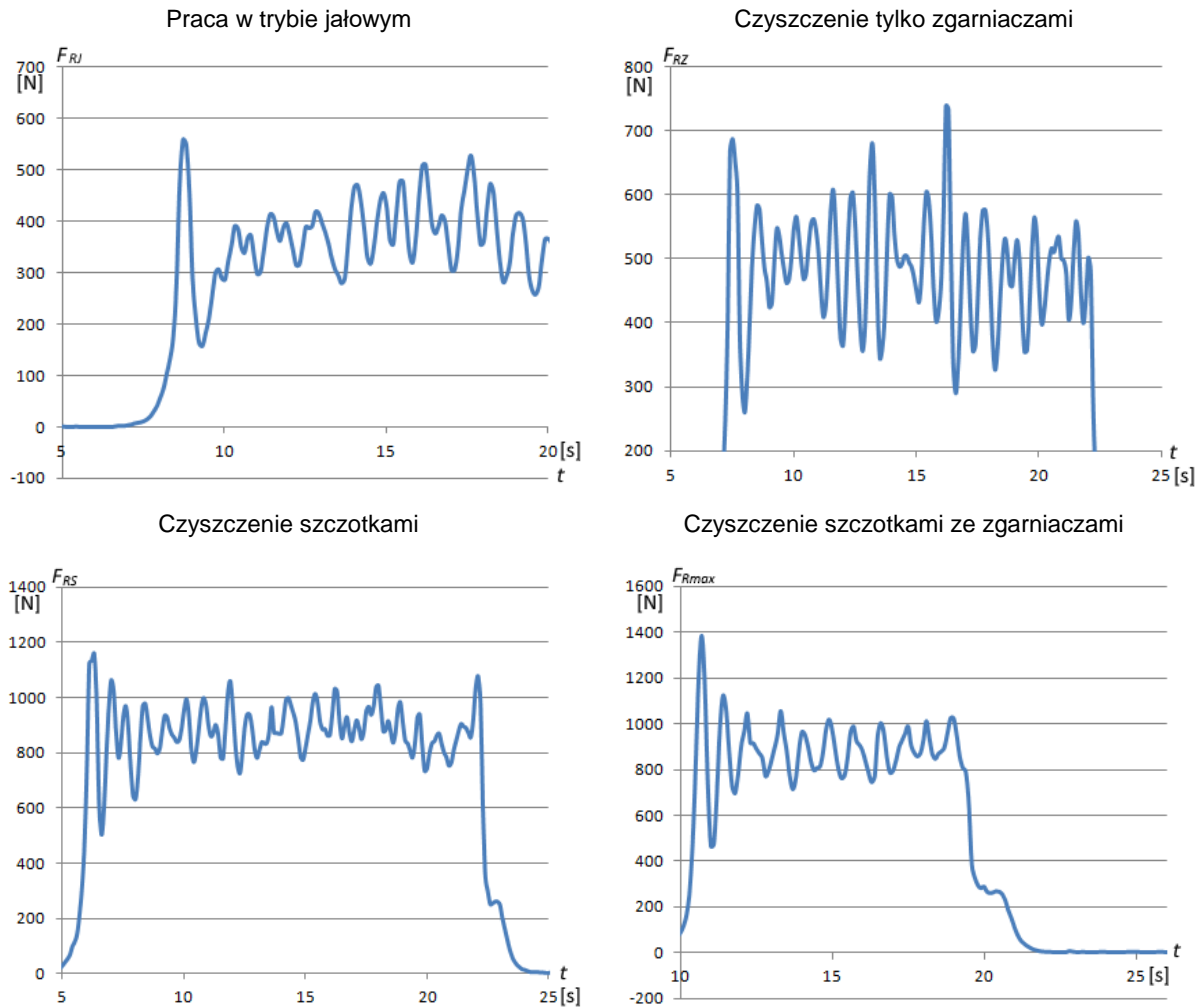 Praca w trybie jałowym
F_RJ
[N]
700
600
500
400
300
200
100
0
-100
5
10
15
20
[s]
t
Czyszczenie tylko zgarniaczami
F_RZ
[N]
800
700
600
500
400
300
200
5
10
15
20
25
t
[s]
Czyszczenie szczotkami
F_RS
[N]
1400
1200
1000
800
600
400
200
0
5
10
15
20
25
t
[s]
Czyszczenie szczotkami ze zgarniaczami
F_Rmax
[N]
1600
1400
1200
1000
800
600
400
200
0
-200
10
15
20
25
t
[s]